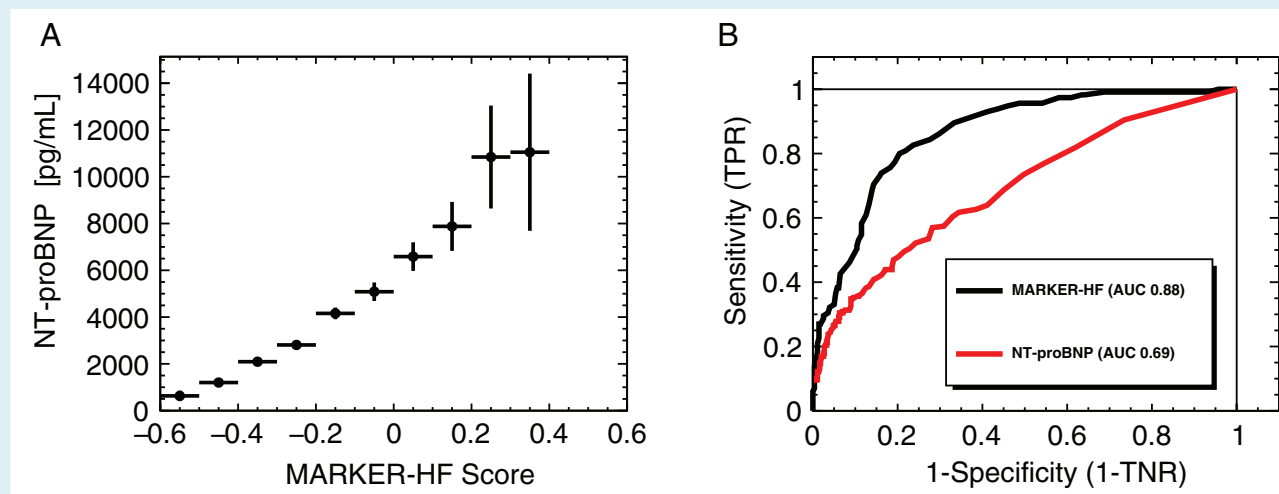 A
NT-proBNP [pg/mL]
14000
12000
10000
8000
6000
4000
2000
0
−0.6 −0.4 −0.2 0 0.2 0.4 0.6
MARKER-HF Score
B
Sensitivity (TPR)
1
0.8
0.6
0.4
0.2
0
MARKER-HF (AUC 0.88)
NT-proBNP (AUC 0.69)
0 0.2 0.4 0.6 0.8 1
1-Specificity (1-TNR)